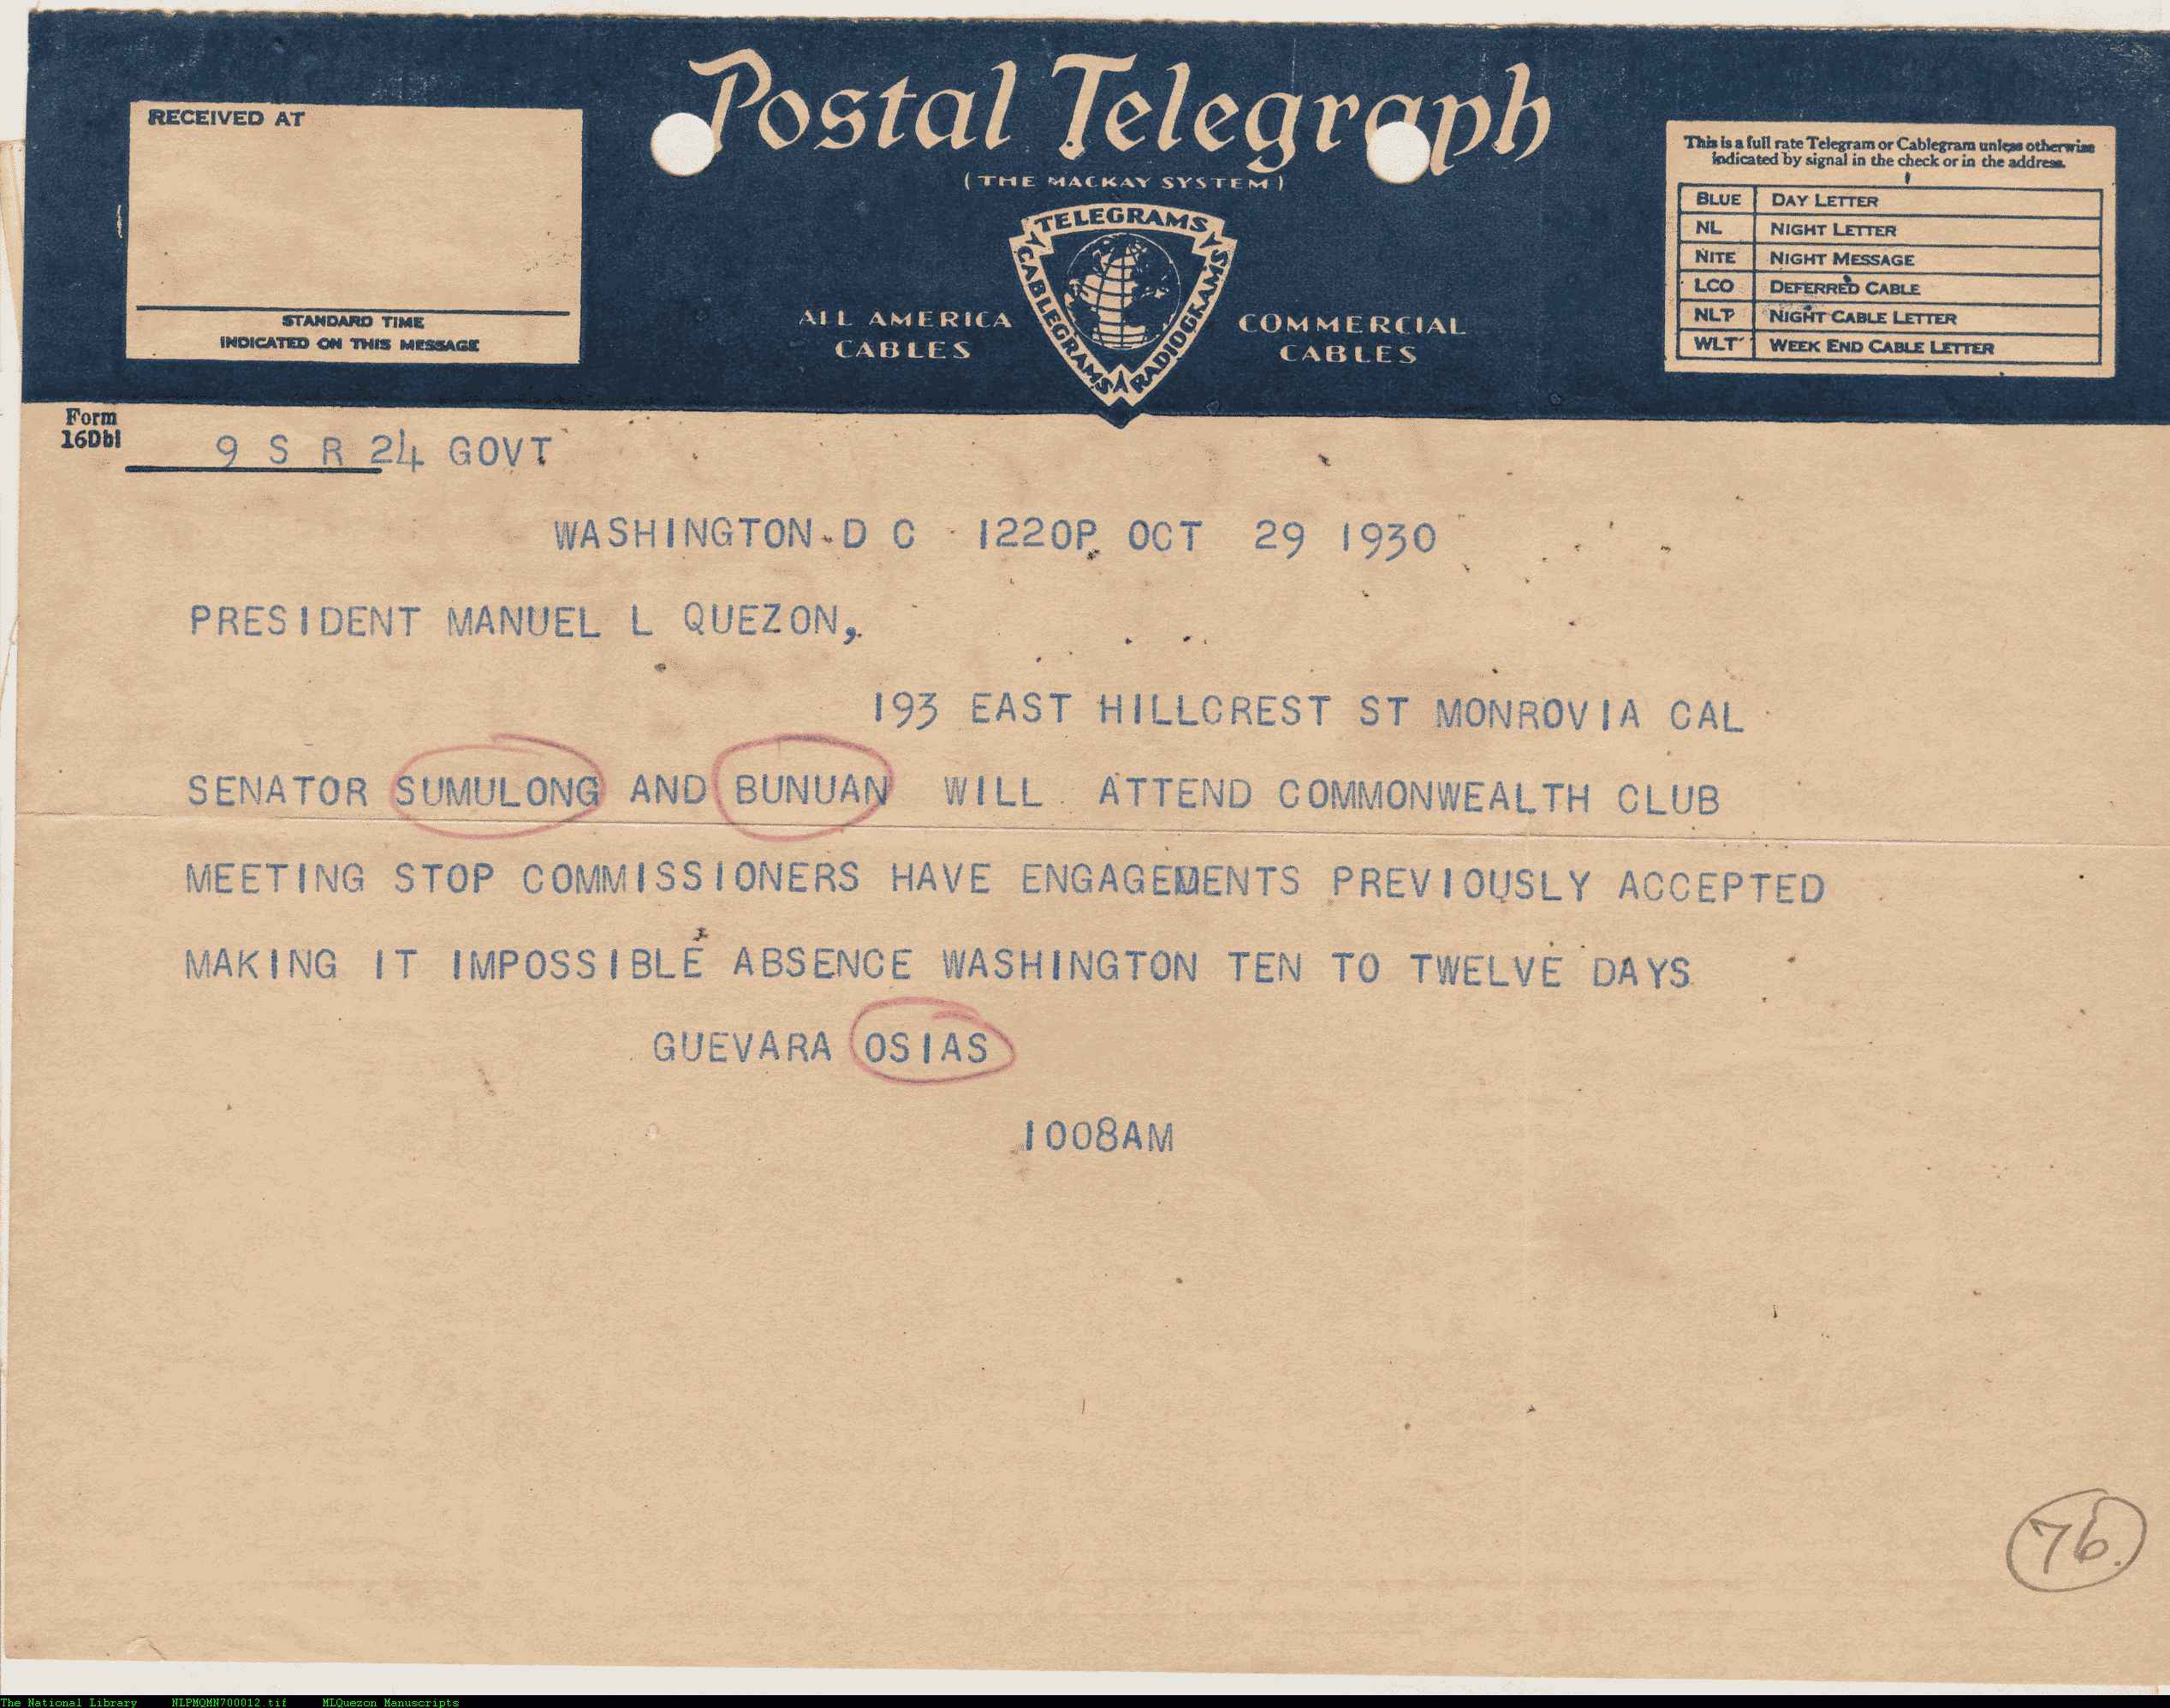 Postal Telegraph
(THE MACKAY SYSTEM)
RECEIVED AT
STANDARD TIME
INDICATED ON THIS MESSAGE
TELEGRAMS
CABLEGRAMS
RADIOGRAMS
ALL AMERICA
CABLES
COMMERCIAL
CABLES
This is a full rate Telegram or Cablegram unless otherwise
indicated by signal in the check or in the address.
BLUE DAY LETTER
NL NIGHT LETTER
NITE NIGHT MESSAGE
LCO DEFERRED CABLE
NLT NIGHT CABLE LETTER
WLT WEEK END CABLE LETTER
Form
16Dbl
9 S R 24 GOVT
WASHINGTON D C 1220P OCT 29 1930
PRESIDENT MANUEL L QUEZON,
193 EAST HILLCREST ST MONROVIA CAL
SENATOR SUMULONG AND BUNUAN WILL ATTEND COMMONWEALTH CLUB
MEETING STOP COMMISSIONERS HAVE ENGAGEMENTS PREVIOUSLY ACCEPTED
MAKING IT IMPOSSIBLE ABSENCE WASHINGTON TEN TO TWELVE DAYS
GUEVARA OSIAS
1008AM
76.
The National Library NLPMQMN700012.tif MLQuezon Manuscripts